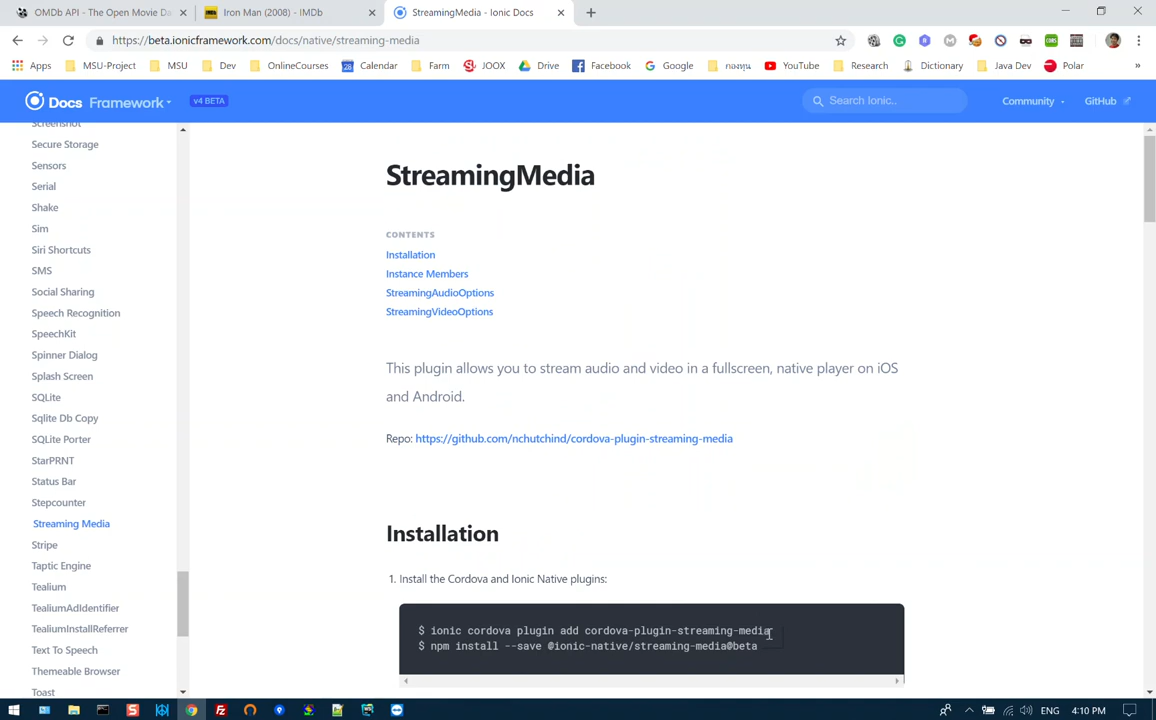 OMDb API - The Open Movie Da
Iron Man (2008) - IMDb
StreamingMedia - Ionic Docs
https://beta.ionicframework.com/docs/native/streaming-media
Apps
MSU-Project
MSU
Dev
OnlineCourses
Calendar
Farm
JOOX
Drive
Facebook
Google
กองทุน
YouTube
Research
Dictionary
Java Dev
Polar
»
Docs Framework
v4 BETA
Search Ionic..
Community
GitHub
Screenshot
Secure Storage
Sensors
Serial
Shake
Sim
Siri Shortcuts
SMS
Social Sharing
Speech Recognition
SpeechKit
Spinner Dialog
Splash Screen
SQLite
Sqlite Db Copy
SQLite Porter
StarPRNT
Status Bar
Stepcounter
Streaming Media
Stripe
Taptic Engine
Tealium
TealiumAdIdentifier
TealiumInstallReferrer
Text To Speech
Themeable Browser
Toast
StreamingMedia
CONTENTS
Installation
Instance Members
StreamingAudioOptions
StreamingVideoOptions
This plugin allows you to stream audio and video in a fullscreen, native player on iOS
and Android.
Repo: https://github.com/nchutchind/cordova-plugin-streaming-media
Installation
1. Install the Cordova and Ionic Native plugins:
$ ionic cordova plugin add cordova-plugin-streaming-media
$ npm install --save @ionic-native/streaming-media@beta
ENG
4:10 PM